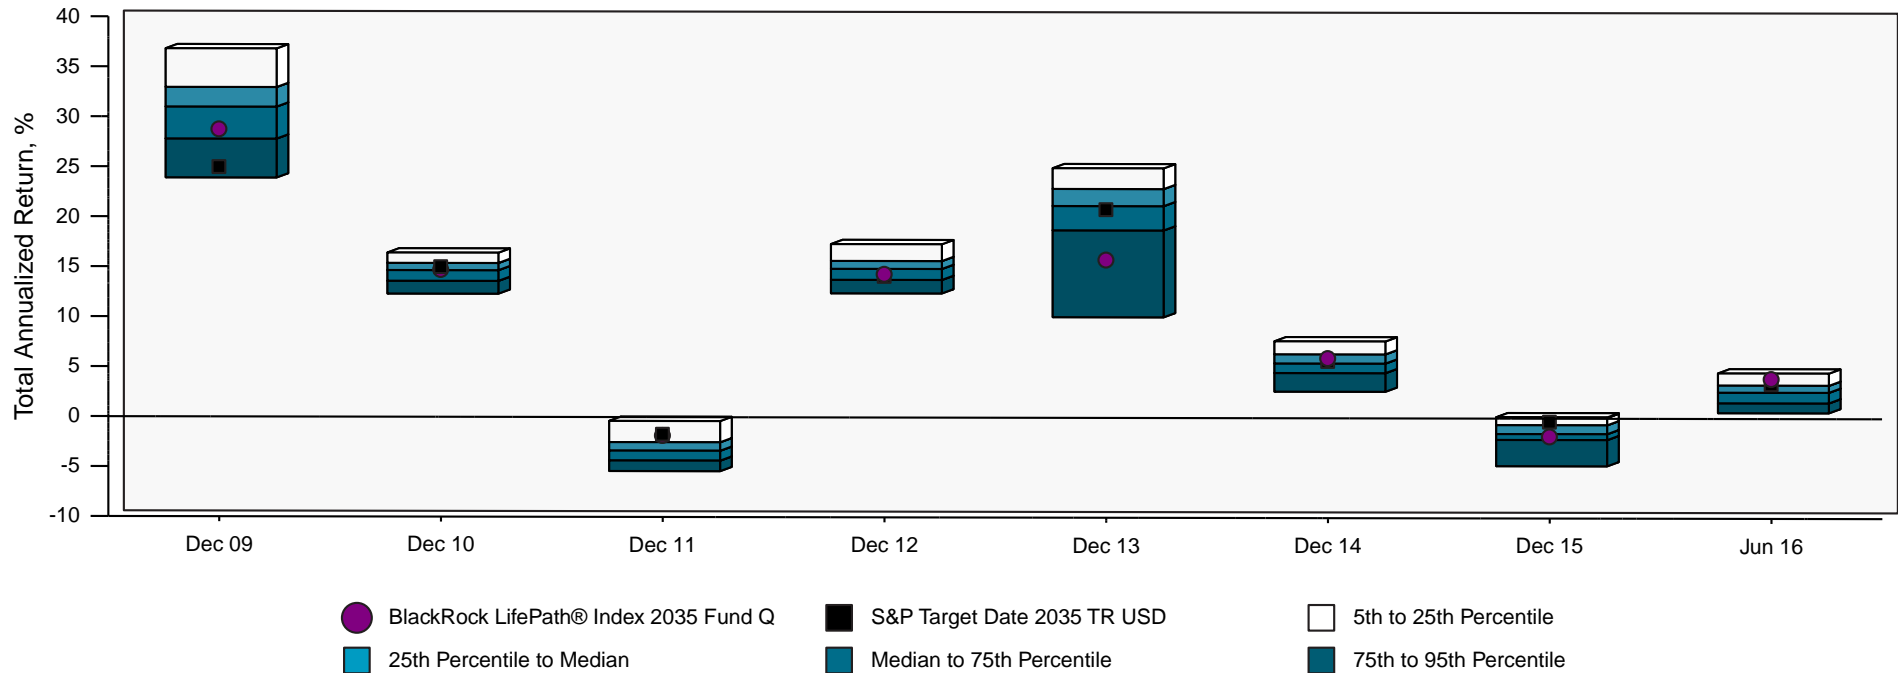 Total Annualized Return, %
40
35
30
25
20
15
10
5
0
-5
-10
Dec 09 Dec 10 Dec 11 Dec 12 Dec 13 Dec 14 Dec 15 Jun 16
BlackRock LifePath® Index 2035 Fund Q S&P Target Date 2035 TR USD 5th to 25th Percentile
25th Percentile to Median Median to 75th Percentile 75th to 95th Percentile